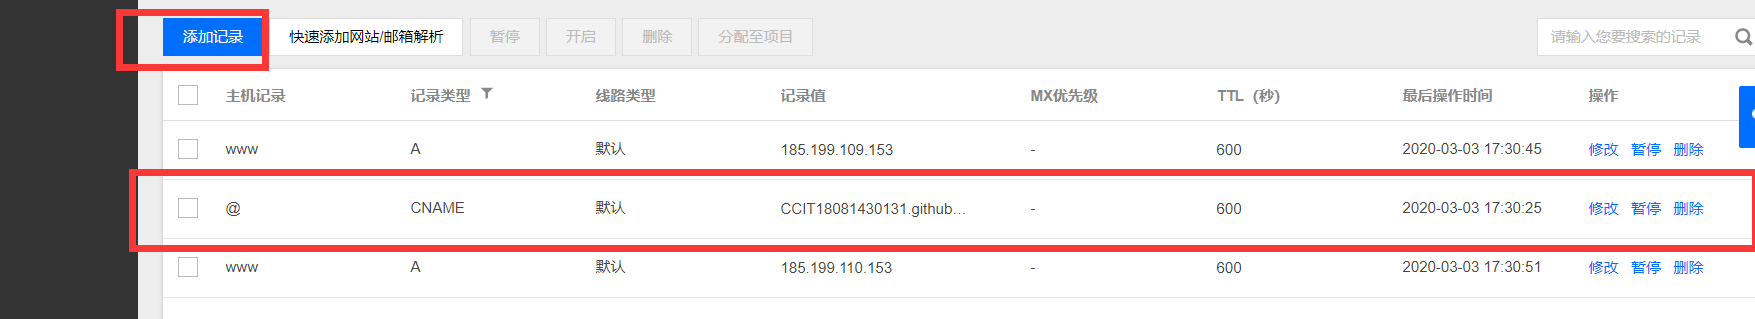 添加记录 快速添加网站/邮箱解析 暂停 开启 删除 分配至项目 请输入您要搜索的记录
主机记录 记录类型 线路类型 记录值 MX优先级 TTL（秒） 最后操作时间 操作
www A 默认 185.199.109.153 - 600 2020-03-03 17:30:45 修改 暂停 删除
@ CNAME 默认 CCIT18081430131.github... - 600 2020-03-03 17:30:25 修改 暂停 删除
www A 默认 185.199.110.153 - 600 2020-03-03 17:30:51 修改 暂停 删除